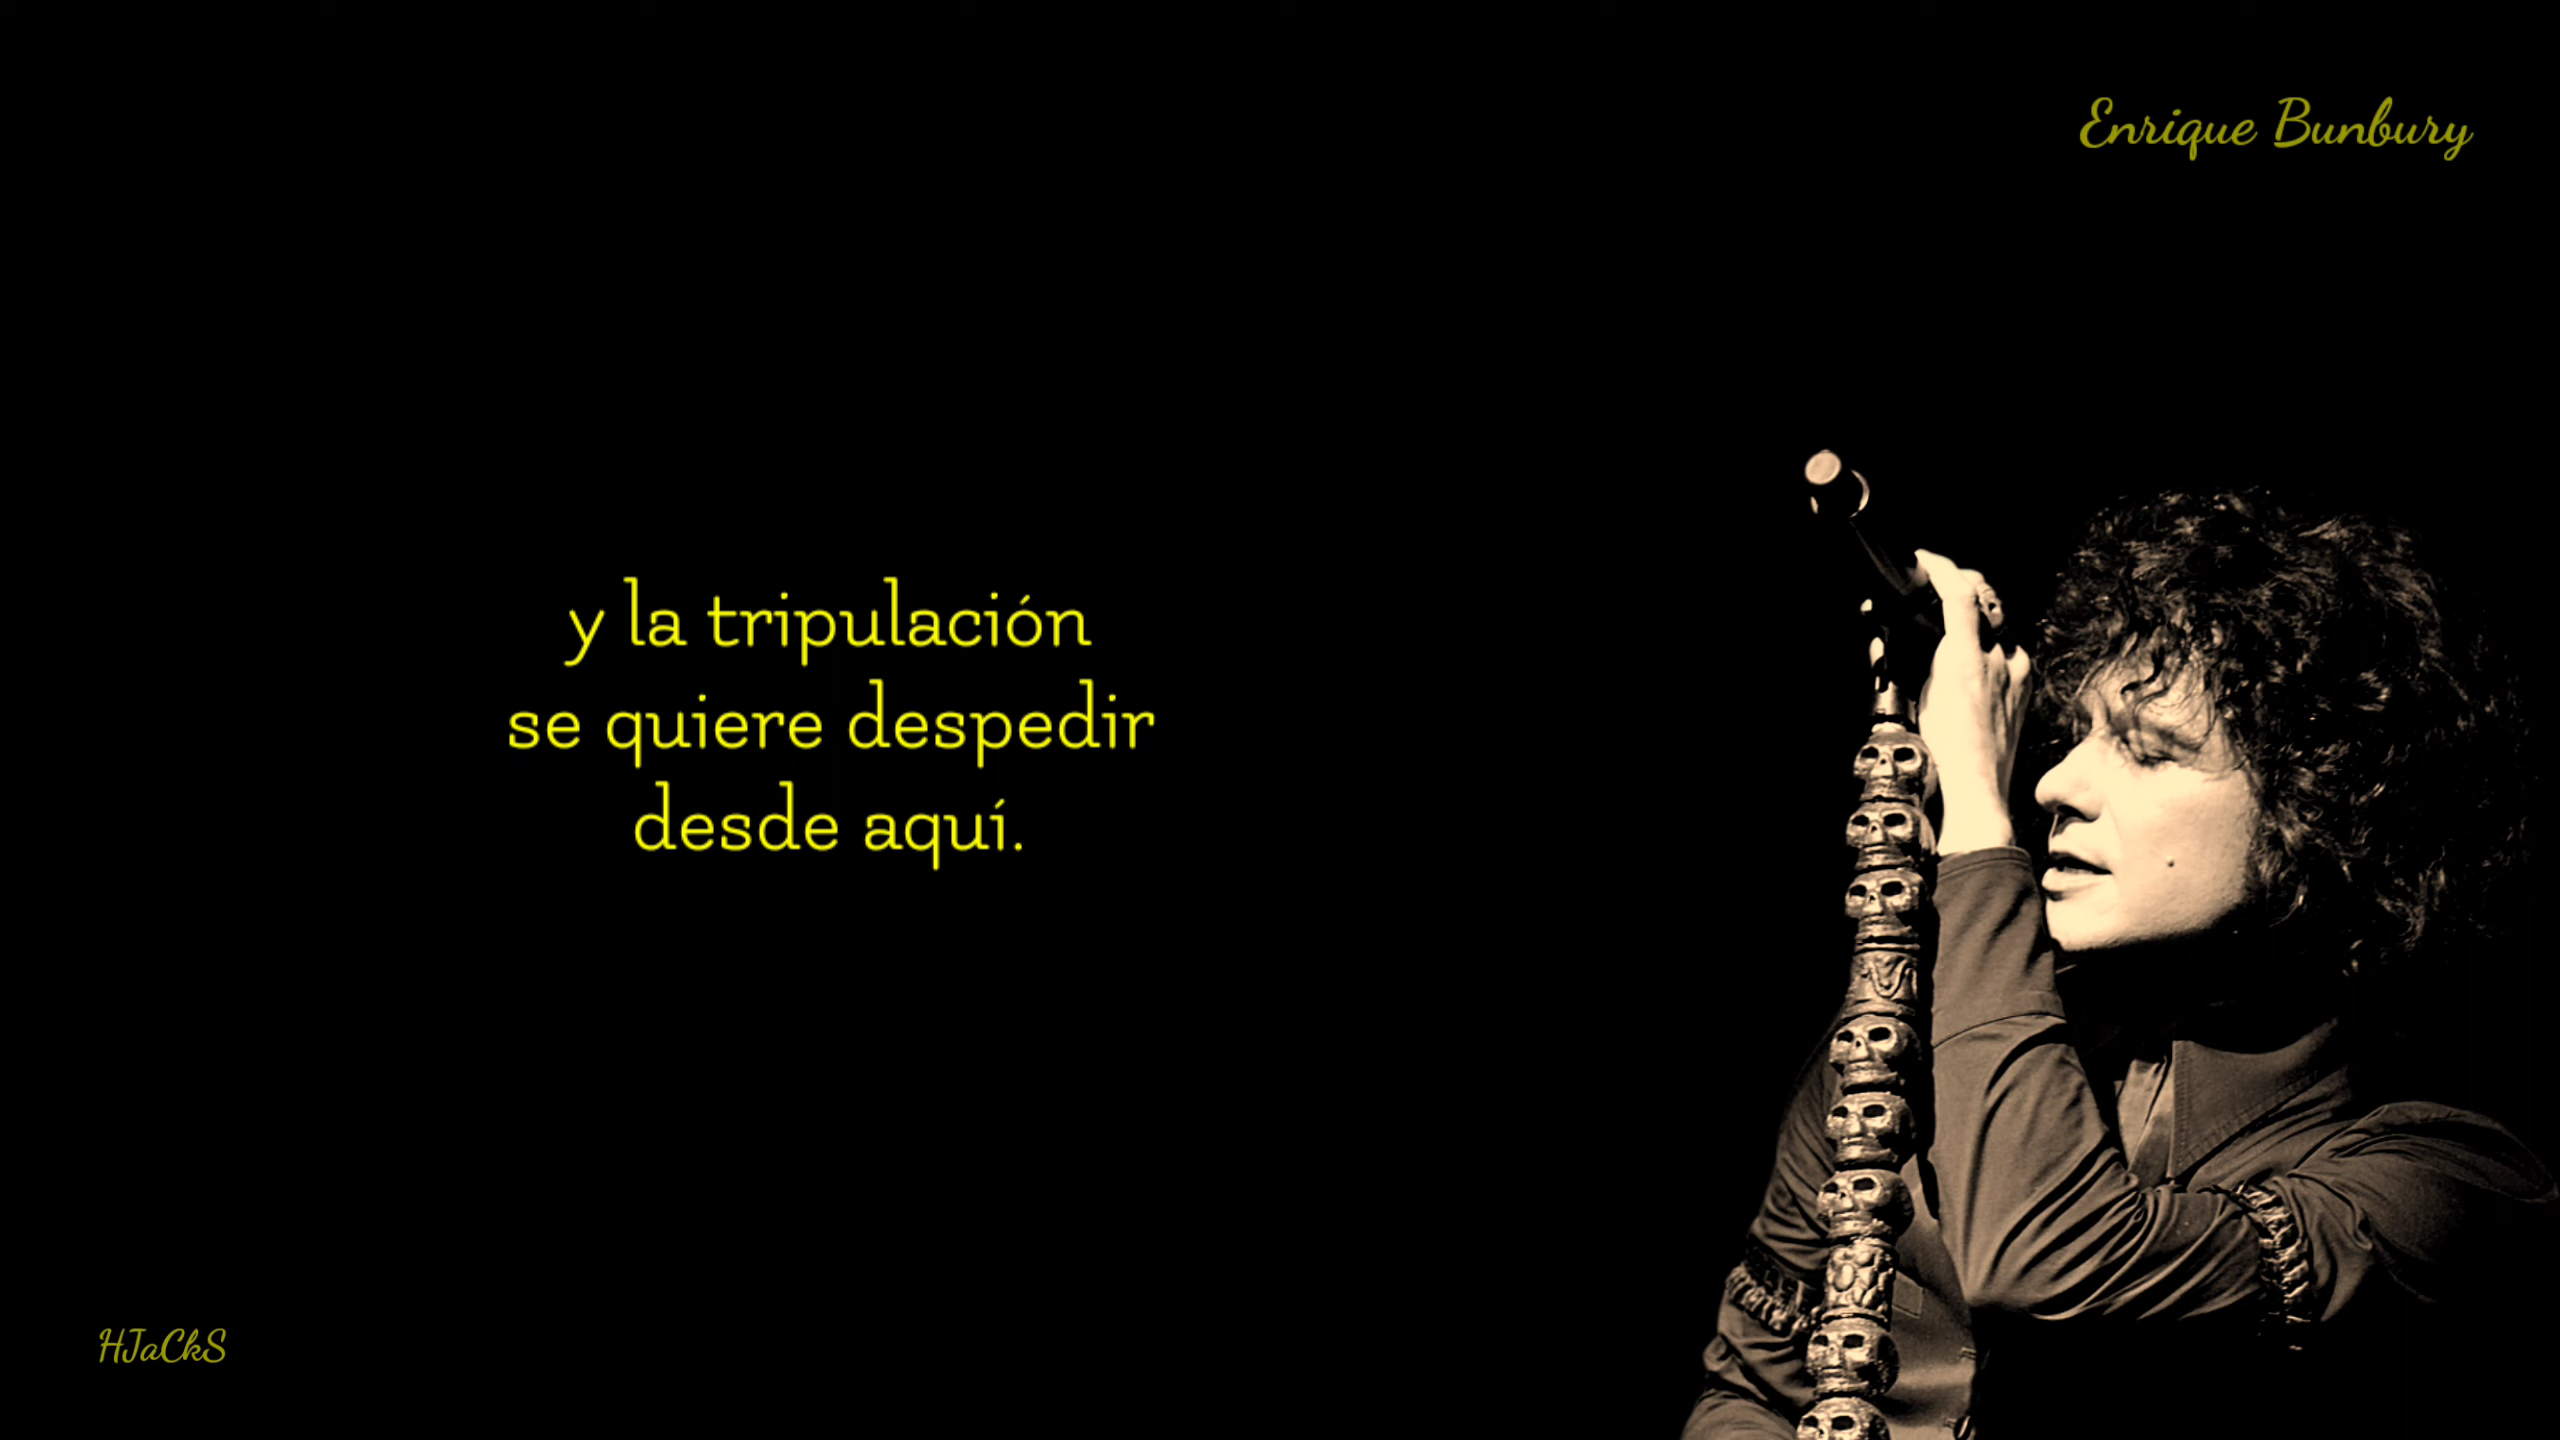 Enrique Bunbury
y la tripulación
se quiere despedir
desde aquí.
HJaCkS